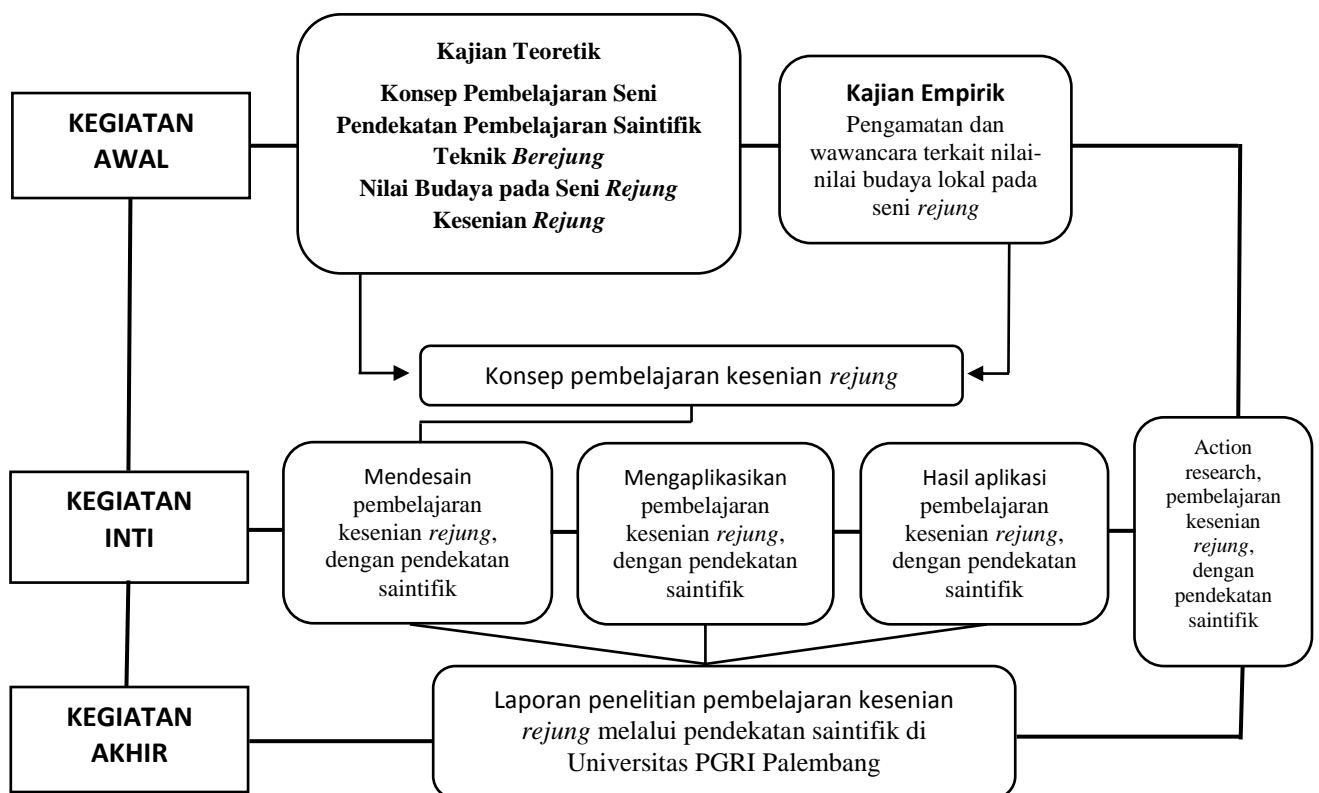 KEGIATAN
AWAL
Kajian Teoretik
Konsep Pembelajaran Seni
Pendekatan Pembelajaran Saintifik
Teknik Berejung
Nilai Budaya pada Seni Rejung
Kesenian Rejung
Kajian Empirik
Pengamatan dan
wawancara terkait nilai-
nilai budaya lokal pada
seni rejung
Konsep pembelajaran kesenian rejung
KEGIATAN
INTI
Mendesain
pembelajaran
kesenian rejung,
dengan pendekatan
saintifik
Mengaplikasikan
pembelajaran
kesenian rejung,
dengan pendekatan
saintifik
Hasil aplikasi
pembelajaran
kesenian rejung,
dengan pendekatan
saintifik
Action
research,
pembelajaran
kesenian
rejung,
dengan
pendekatan
saintifik
KEGIATAN
AKHIR
Laporan penelitian pembelajaran kesenian
rejung melalui pendekatan saintifik di
Universitas PGRI Palembang